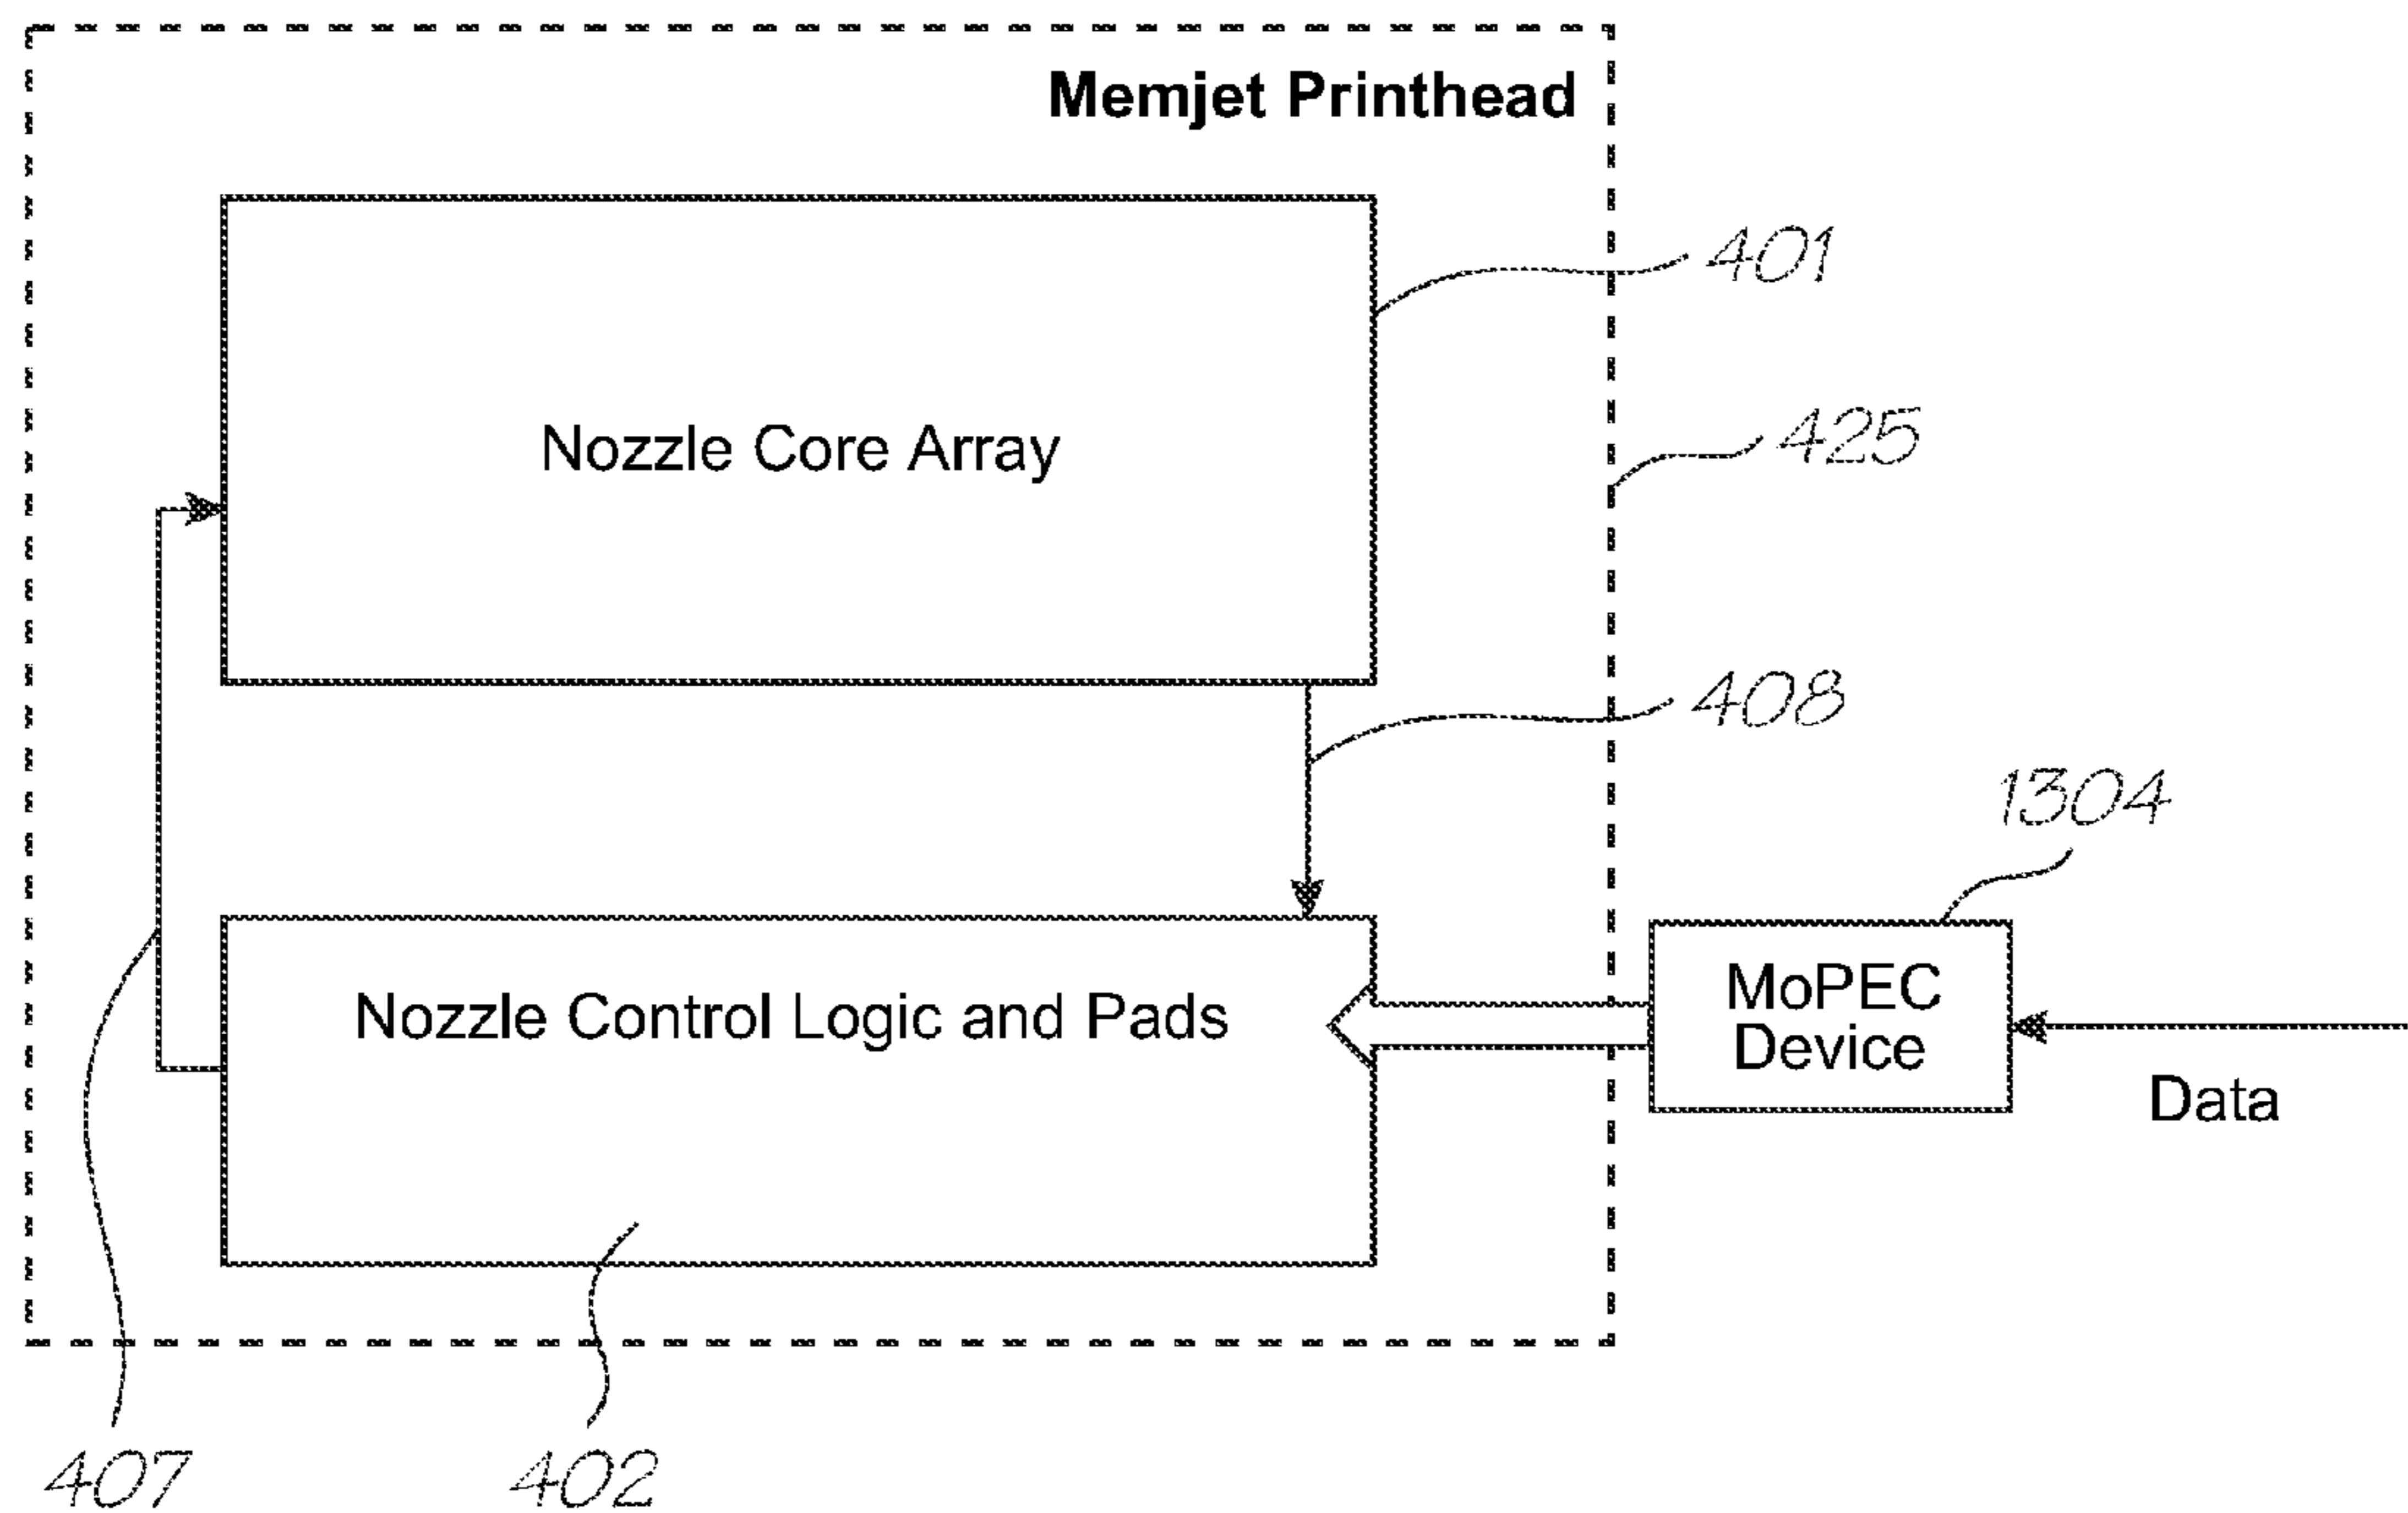 Memjet Printhead
401
Nozzle Core Array
425
408
1304
MoPEC
Device
Nozzle Control Logic and Pads
Data
407
402